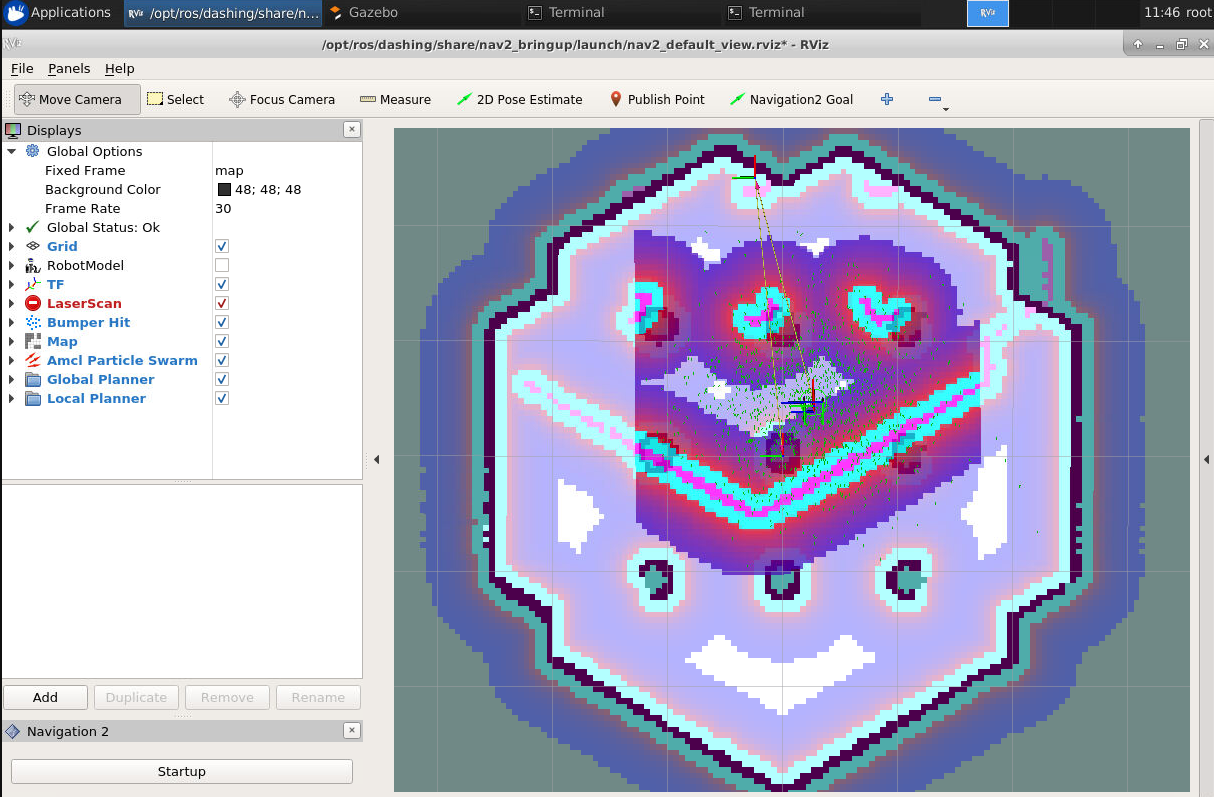 Applications RViz /opt/ros/dashing/share/n... Gazebo Terminal Terminal RViz 11:46 root
RViz /opt/ros/dashing/share/nav2_bringup/launch/nav2_default_view.rviz* - RViz
File Panels Help
Move Camera Select Focus Camera Measure 2D Pose Estimate Publish Point Navigation2 Goal
Displays
Global Options
Fixed Frame map
Background Color 48; 48; 48
Frame Rate 30
Global Status: Ok
Grid
RobotModel
TF
LaserScan
Bumper Hit
Map
Amcl Particle Swarm
Global Planner
Local Planner
Add Duplicate Remove Rename
Navigation 2
Startup